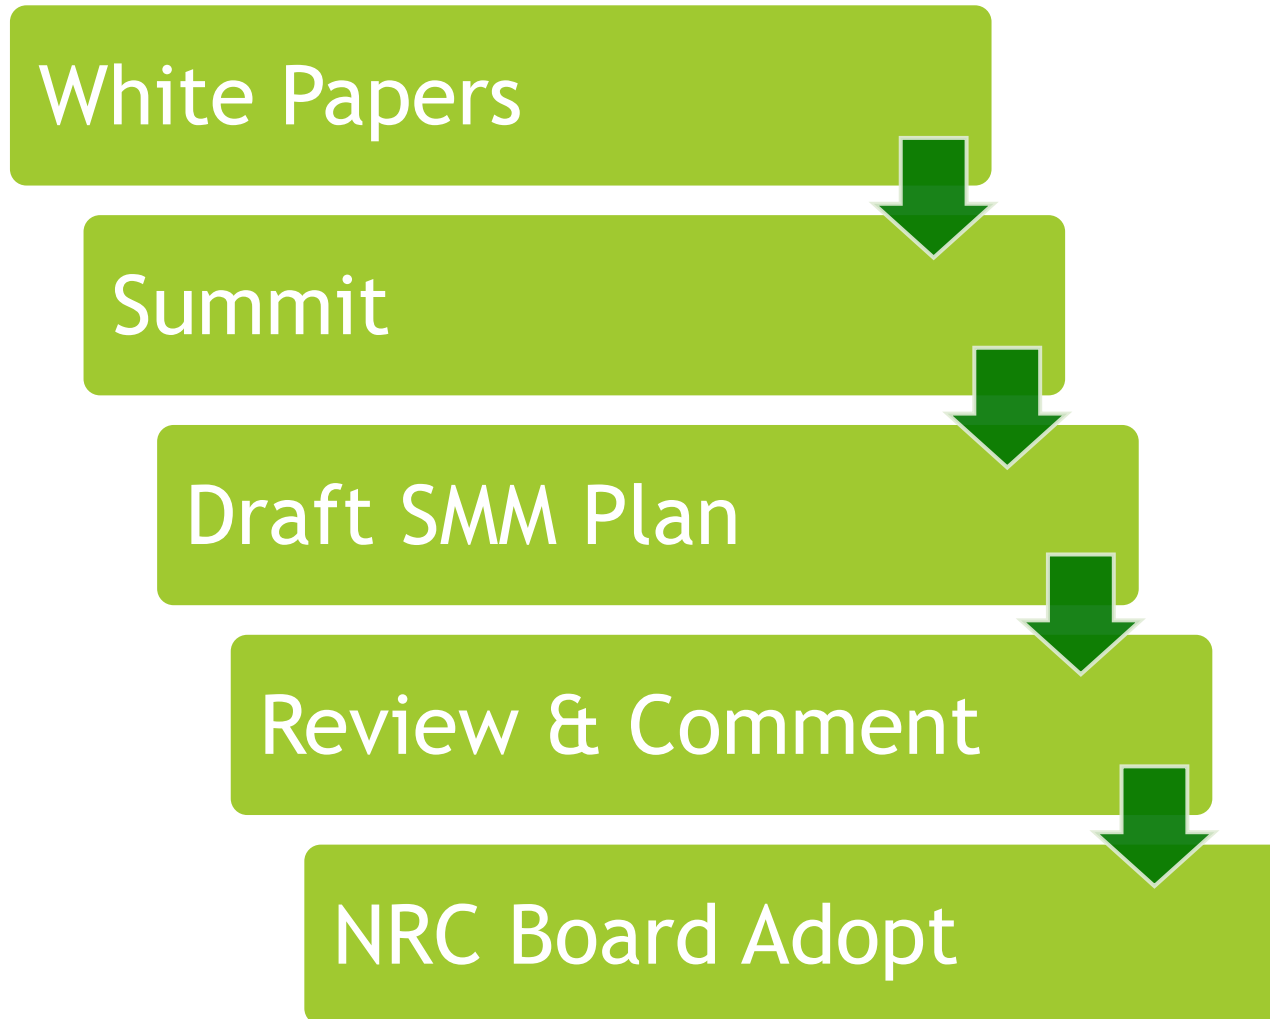 White Papers
Summit
Draft SMM Plan
Review & Comment
NRC Board Adopt